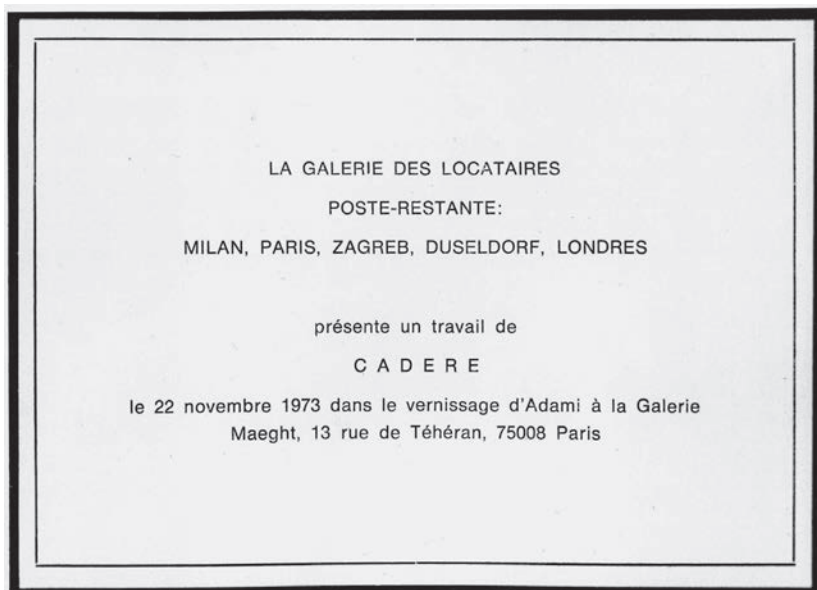 LA GALERIE DES LOCATAIRES
POSTE-RESTANTE:
MILAN, PARIS, ZAGREB, DUSELDORF, LONDRES
présente un travail de
CADERE
le 22 novembre 1973 dans le vernissage d'Adami à la Galerie
Maeght, 13 rue de Téhéran, 75008 Paris